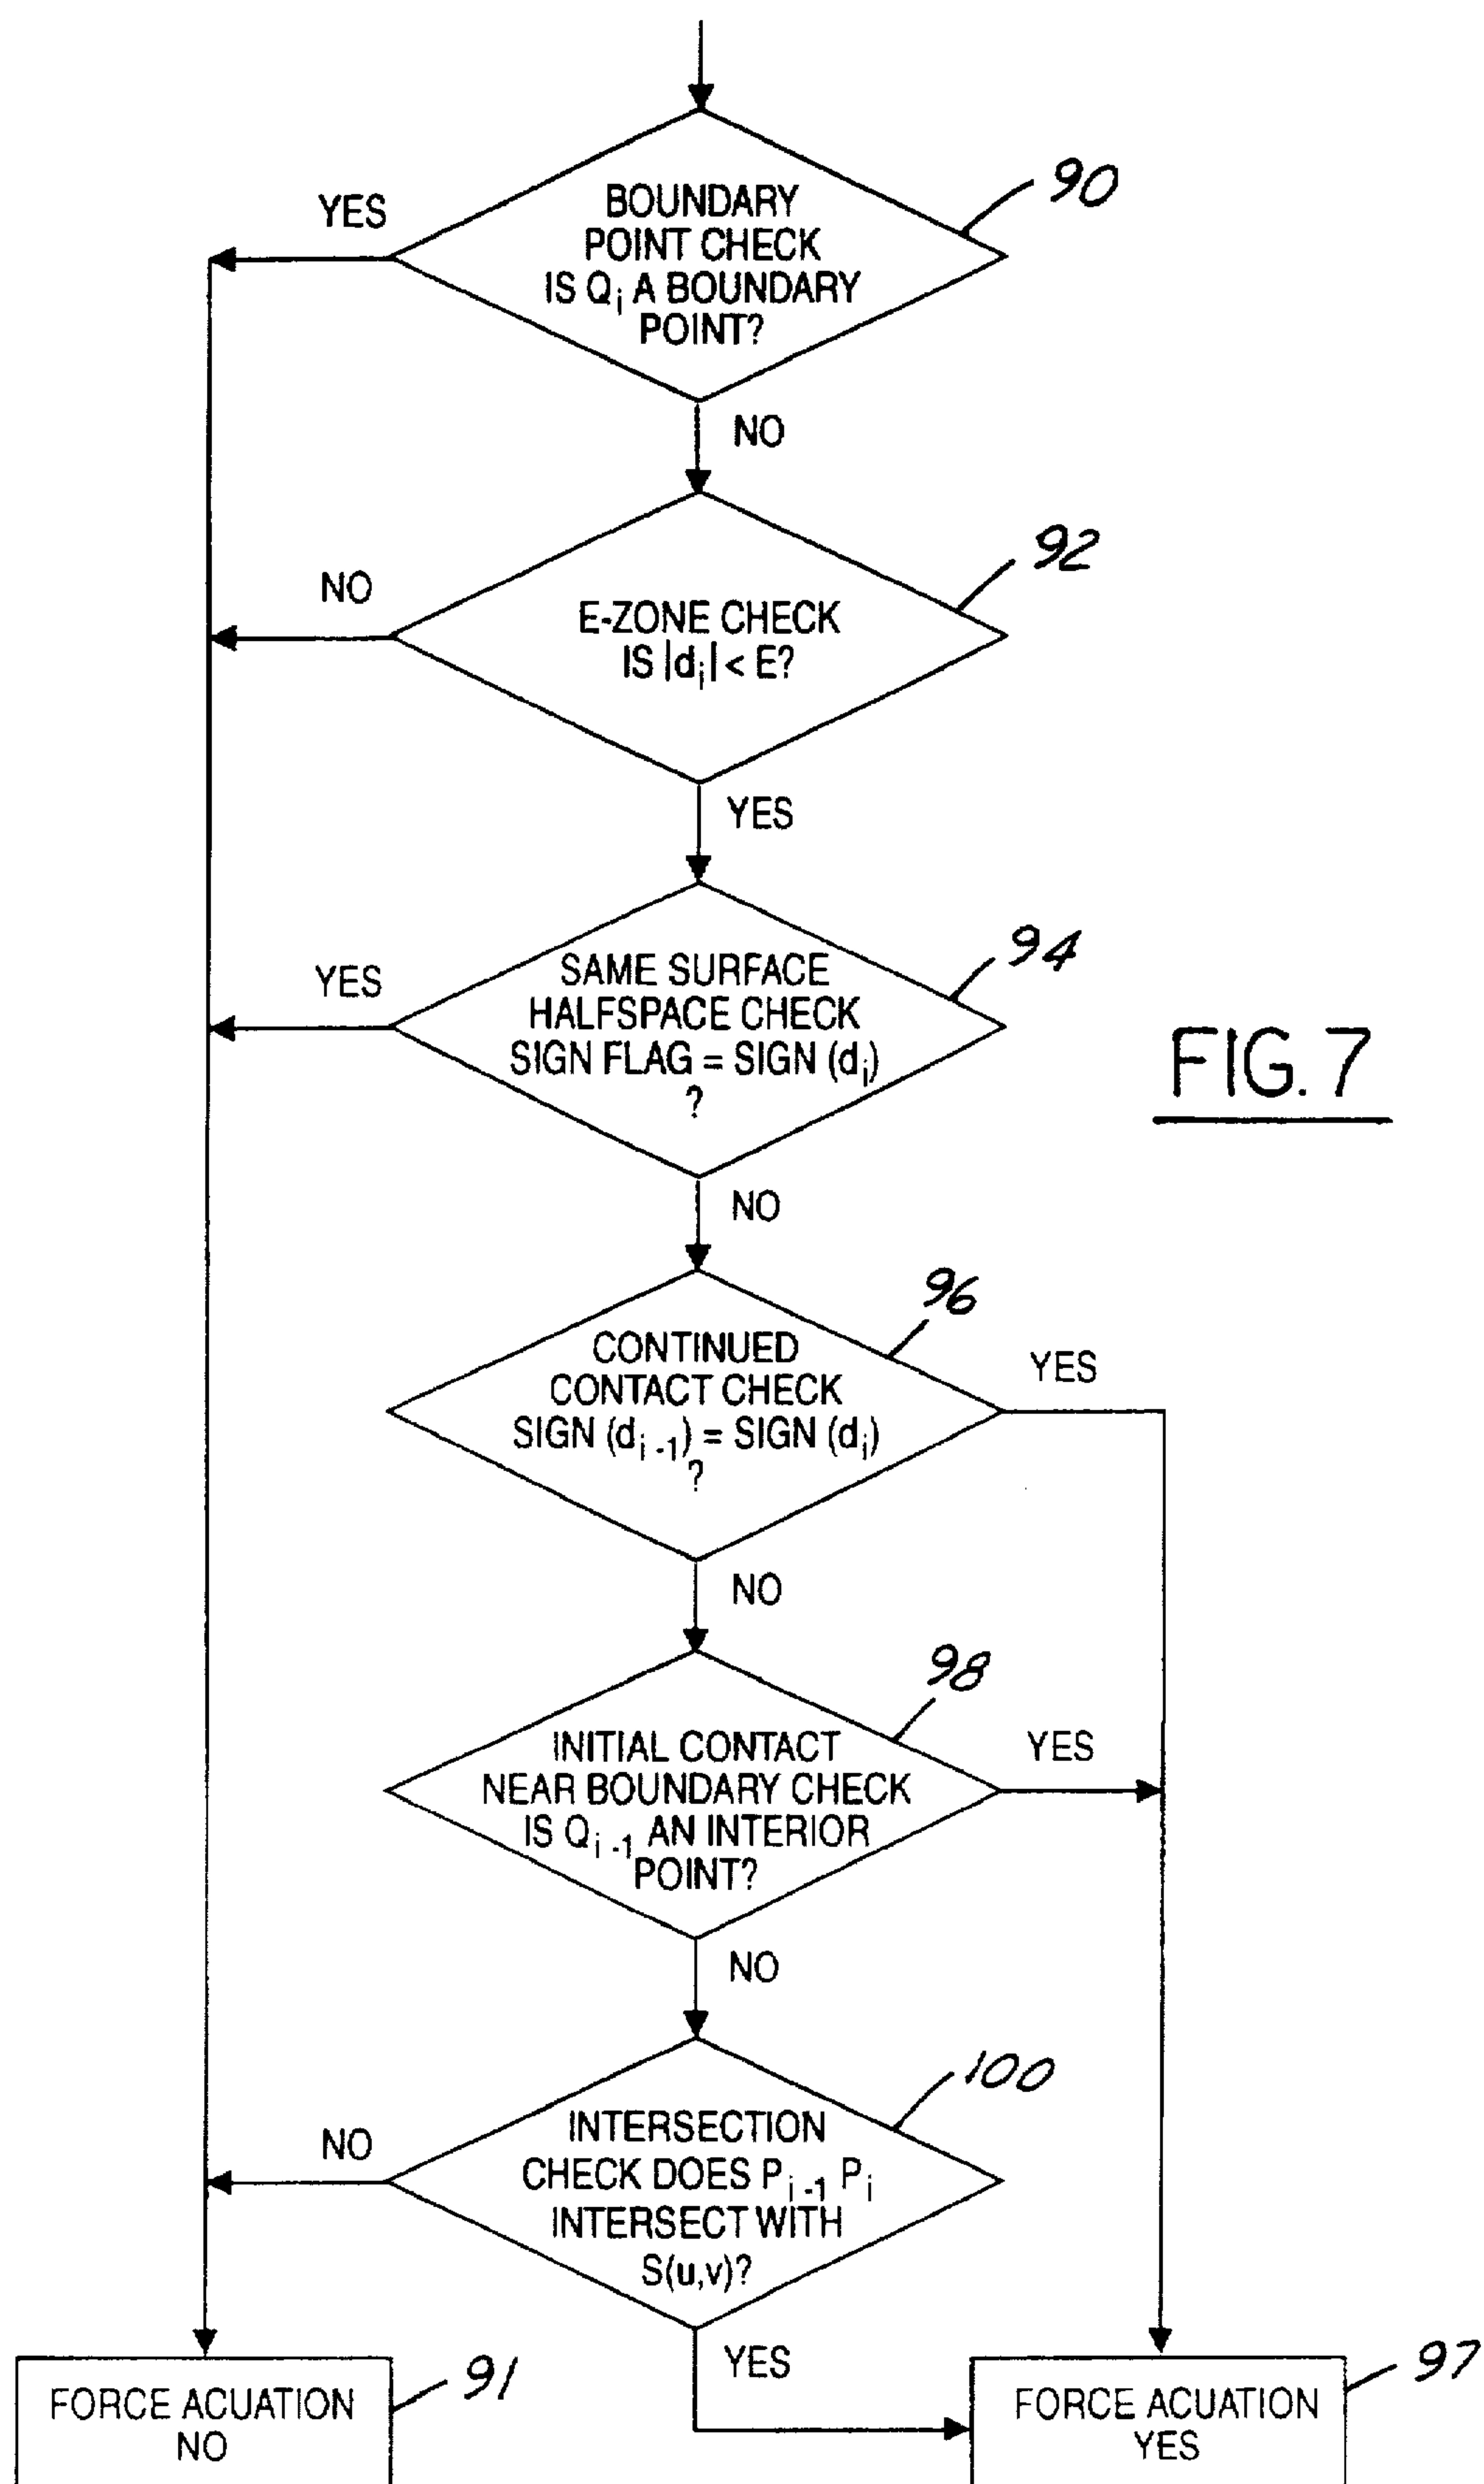 BOUNDARY
POINT CHECK
IS Qi A BOUNDARY
POINT?
90
YES
NO
E-ZONE CHECK
IS |di| < E?
92
NO
YES
SAME SURFACE
HALFSPACE CHECK
SIGN FLAG = SIGN (di)
?
94
YES
FIG. 7
NO
CONTINUED
CONTACT CHECK
SIGN (di-1) = SIGN (di)
?
96
YES
NO
INITIAL CONTACT
NEAR BOUNDARY CHECK
IS Qi-1 AN INTERIOR
POINT?
98
YES
NO
INTERSECTION
CHECK DOES Pi-1 Pi
INTERSECT WITH
S(u,v)?
100
NO
YES
FORCE ACUATION
NO
91
FORCE ACUATION
YES
97